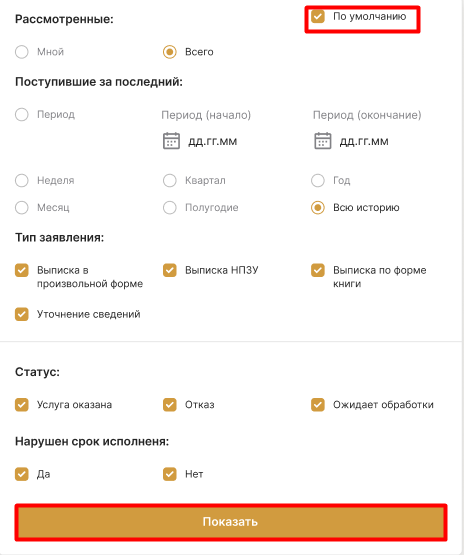 Рассмотренные:
По умолчанию
Мной
Всего
Поступившие за последний:
Период
Период (начало)
Период (окончание)
дд.гг.мм
дд.гг.мм
Неделя
Квартал
Год
Месяц
Полугодие
Всю историю
Тип заявления:
Выписка в
произвольной форме
Выписка НПЗУ
Выписка по форме
книги
Уточнение сведений
Статус:
Услуга оказана
Отказ
Ожидает обработки
Нарушен срок исполненя:
Да
Нет
Показать